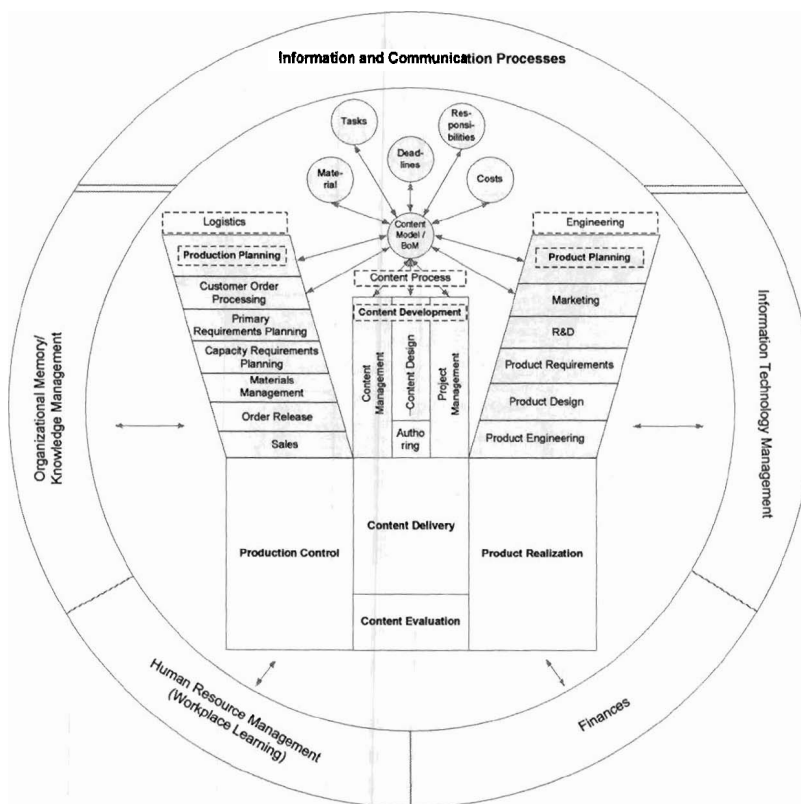 Information and Communication Processes
Tasks
Res-
ponsi-
bilities
Dead-
lines
Mate-
rial
Costs
Logistics
Content
Model /
BoM
Engineering
Production Planning
Content Process
Product Planning
Customer Order
Processing
Content Development
Marketing
Primary
Requirements Planning
R&D
Capacity Requirements
Planning
Content
Management
Content Design
Project
Management
Product Requirements
Materials
Management
Product Design
Order Release
Autho
ring
Product Engineering
Sales
Organizational Memory/
Knowledge Management
Information Technology Management
Production Control
Content Delivery
Product Realization
Content Evaluation
Human Resource Management
(Workplace Learning)
Finances